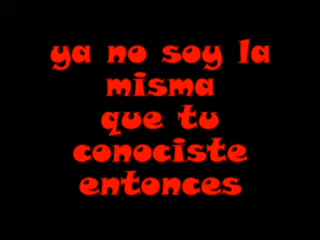 ya no soy la
misma
que tu
conociste
entonces